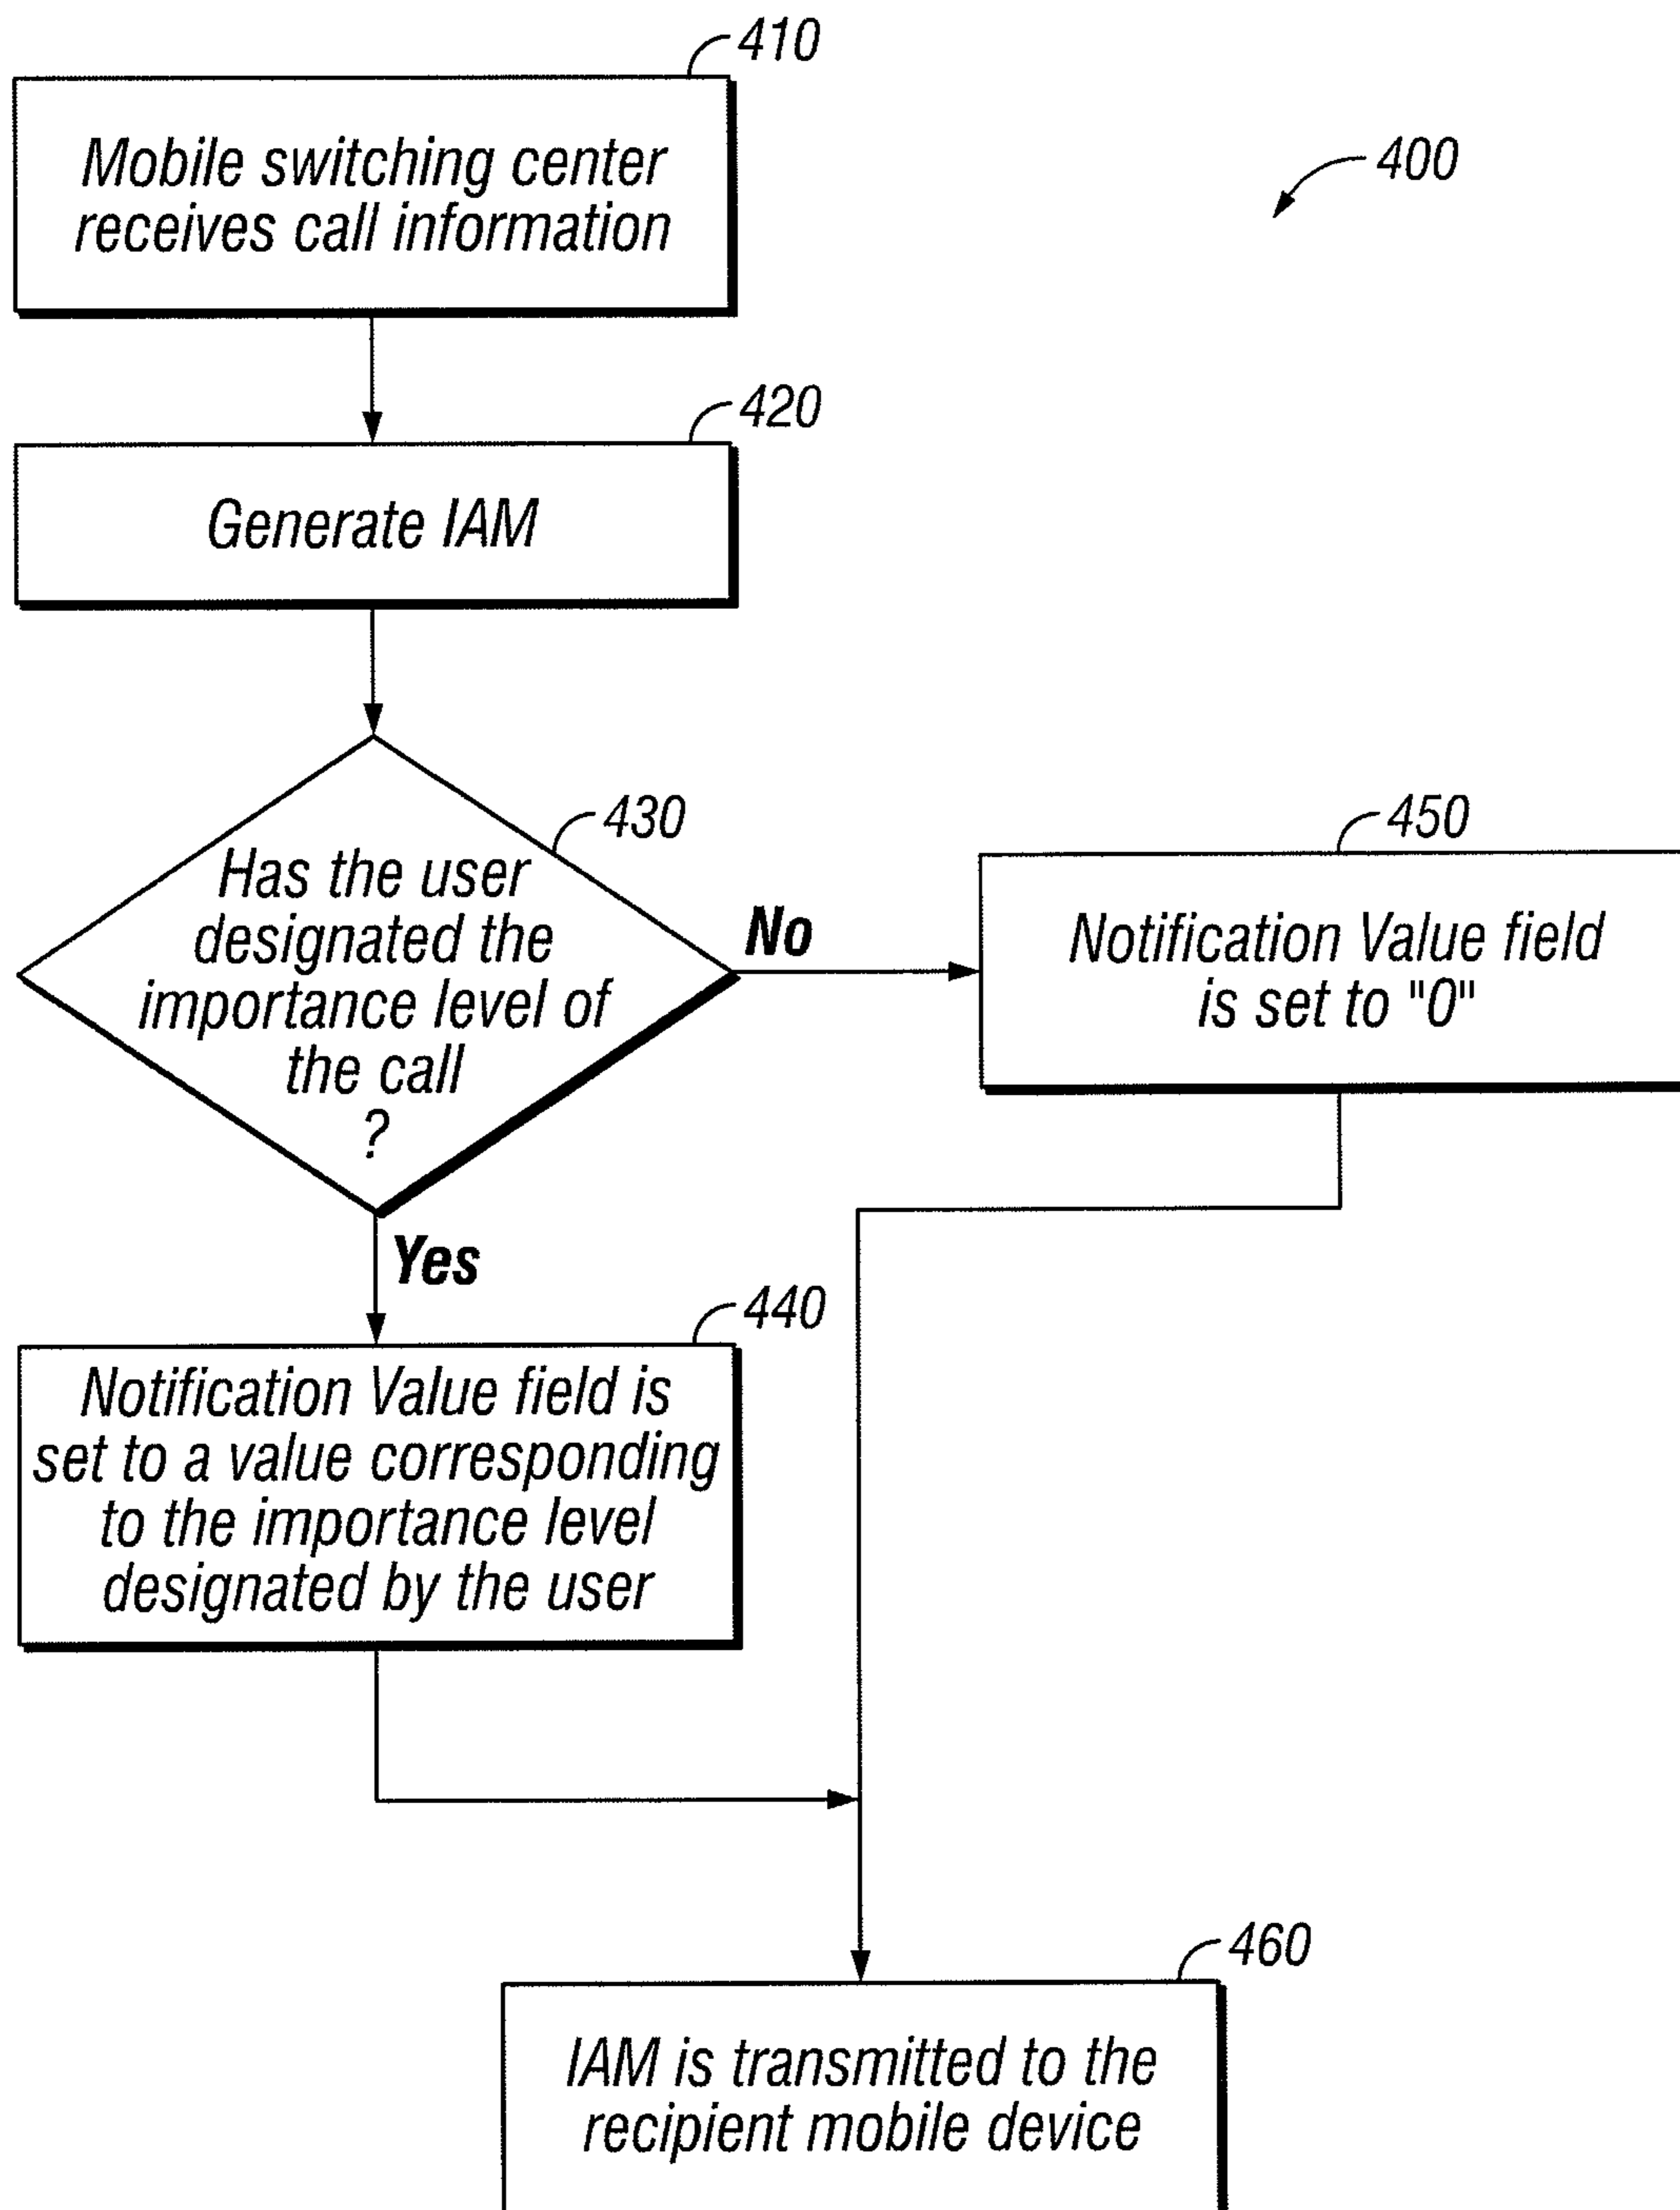 410
Mobile switching center
receives call information
400
420
Generate IAM
430
Has the user
designated the
importance level of
the call
?
No
450
Notification Value field
is set to "0"
Yes
440
Notification Value field is
set to a value corresponding
to the importance level
designated by the user
460
IAM is transmitted to the
recipient mobile device